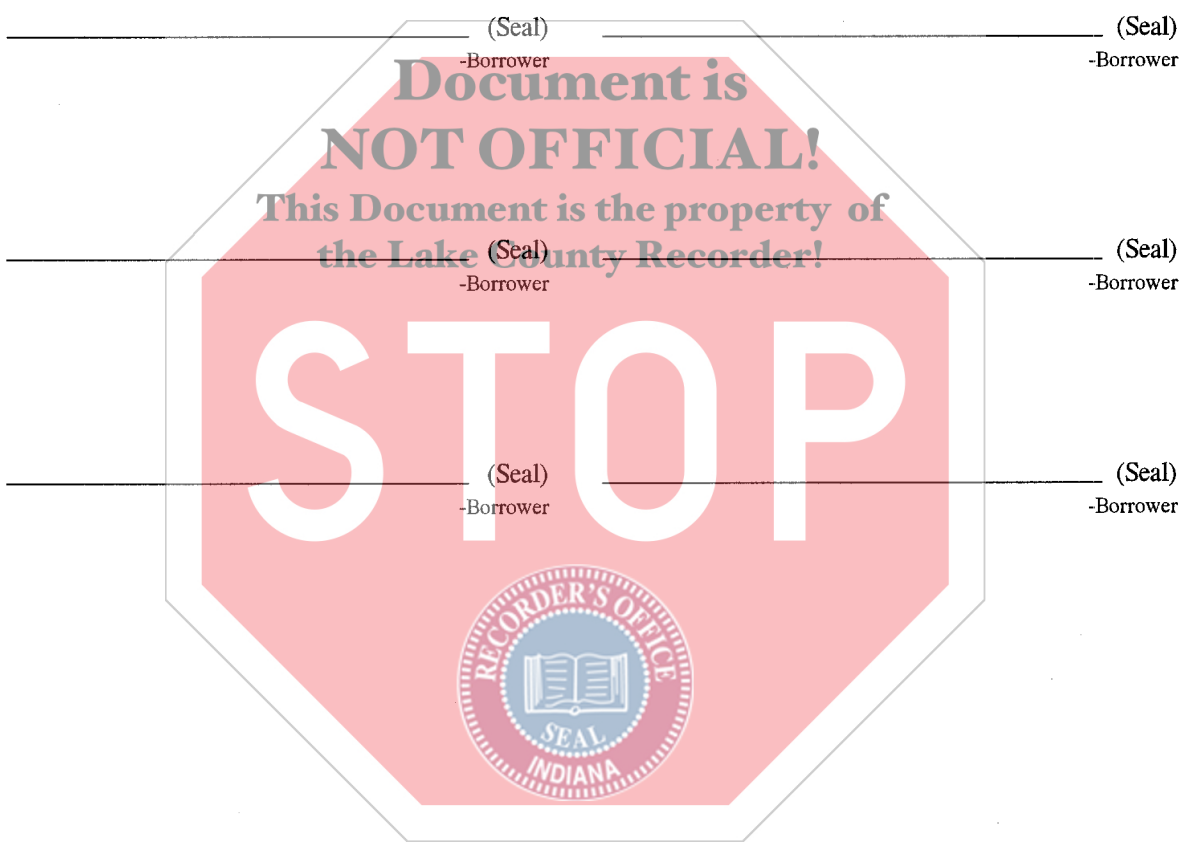 (Seal) (Seal)
-Borrower -Borrower
Document is
NOT OFFICIAL!
This Document is the property of
the Lake County Recorder!
(Seal) (Seal)
-Borrower -Borrower
STOP
(Seal) (Seal)
-Borrower -Borrower
RECORDER'S OFFICE
SEAL
INDIANA